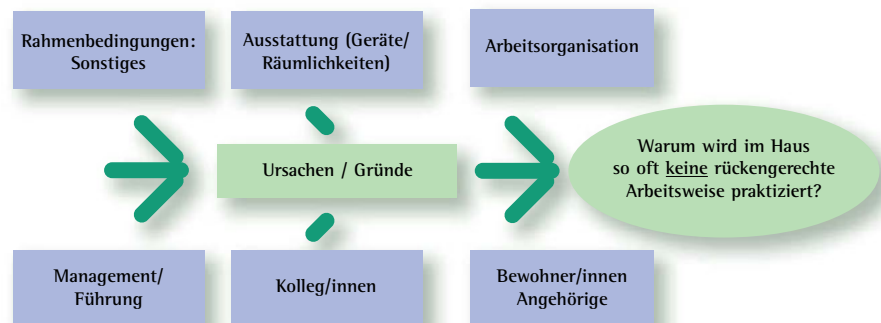 Rahmenbedingungen:
Sonstiges
Ausstattung (Geräte/
Räumlichkeiten)
Arbeitsorganisation
Ursachen / Gründe
Warum wird im Haus
so oft keine rückengerechte
Arbeitsweise praktiziert?
Management/
Führung
Kolleg/innen
Bewohner/innen
Angehörige